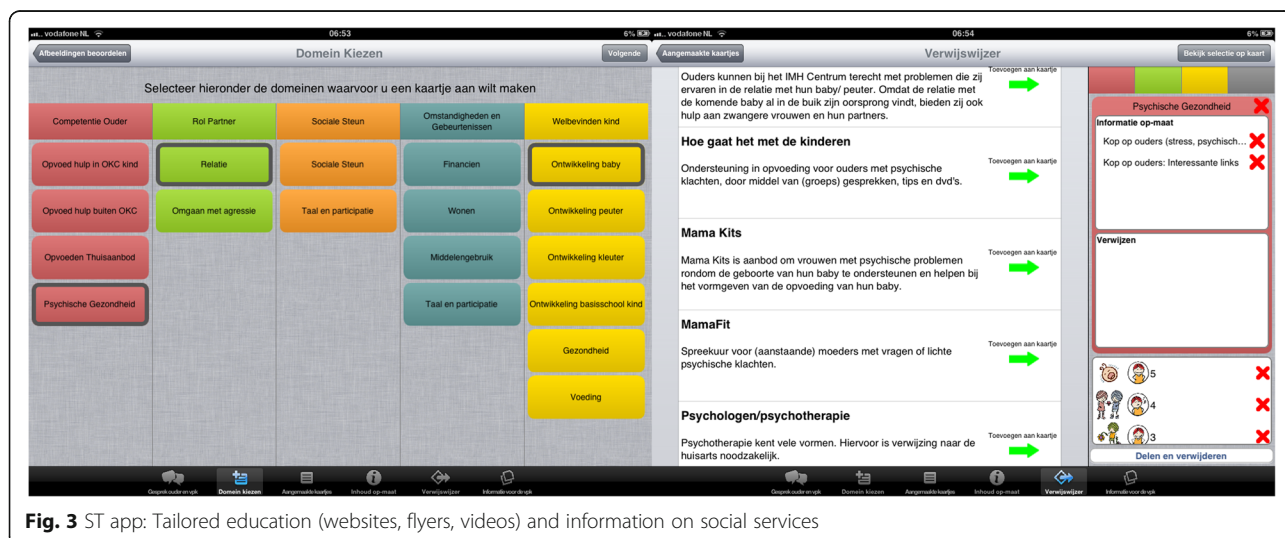 vodafone NL
06:53
6%
Afbeeldingen beoordelen
Domein Kiezen
Volgende
Selecteer hieronder de domeinen waarvoor u een kaartje aan wilt maken
Competentie Ouder
Rol Partner
Sociale Steun
Omstandigheden en
Gebeurtenissen
Welbevinden kind
Opvoed hulp in OKC kind
Relatie
Sociale Steun
Financien
Ontwikkeling baby
Opvoed hulp buiten OKC
Omgaan met agressie
Taal en participatie
Wonen
Ontwikkeling peuter
Opvoeden Thuisaanbod
Middelengebruik
Ontwikkeling kleuter
Psychische Gezondheid
Taal en participatie
Ontwikkeling basisschool kind
Gezondheid
Voeding
Gesprek ouder en vpk
Domein kiezen
Aangemaakte kaartjes
Inhoud op-maat
Verwijswijzer
Informatie voor de vpk
vodafone NL
06:54
6%
Aangemaakte kaartjes
Verwijswijzer
Bekijk selectie op kaart
Ouders kunnen bij het IMH Centrum terecht met problemen die zij
ervaren in de relatie met hun baby/ peuter. Omdat de relatie met
de komende baby al in de buik zijn oorsprong vindt, bieden zij ook
hulp aan zwangere vrouwen en hun partners.
Toevoegen aan kaartje
Hoe gaat het met de kinderen
Ondersteuning in opvoeding voor ouders met psychische
klachten, door middel van (groeps) gesprekken, tips en dvd's.
Toevoegen aan kaartje
Mama Kits
Mama Kits is aanbod om vrouwen met psychische problemen
rondom de geboorte van hun baby te ondersteunen en helpen bij
het vormgeven van de opvoeding van hun baby.
Toevoegen aan kaartje
MamaFit
Spreekuur voor (aanstaande) moeders met vragen of lichte
psychische klachten.
Toevoegen aan kaartje
Psychologen/psychotherapie
Psychotherapie kent vele vormen. Hiervoor is verwijzing naar de
huisarts noodzakelijk.
Toevoegen aan kaartje
Psychische Gezondheid
Informatie op-maat
Kop op ouders (stress, psychisch...
Kop op ouders: Interessante links
Verwijzen
5
4
3
Delen en verwijderen
Gesprek ouder en vpk
Domein kiezen
Aangemaakte kaartjes
Inhoud op-maat
Verwijswijzer
Informatie voor de vpk
Fig. 3 ST app: Tailored education (websites, flyers, videos) and information on social services